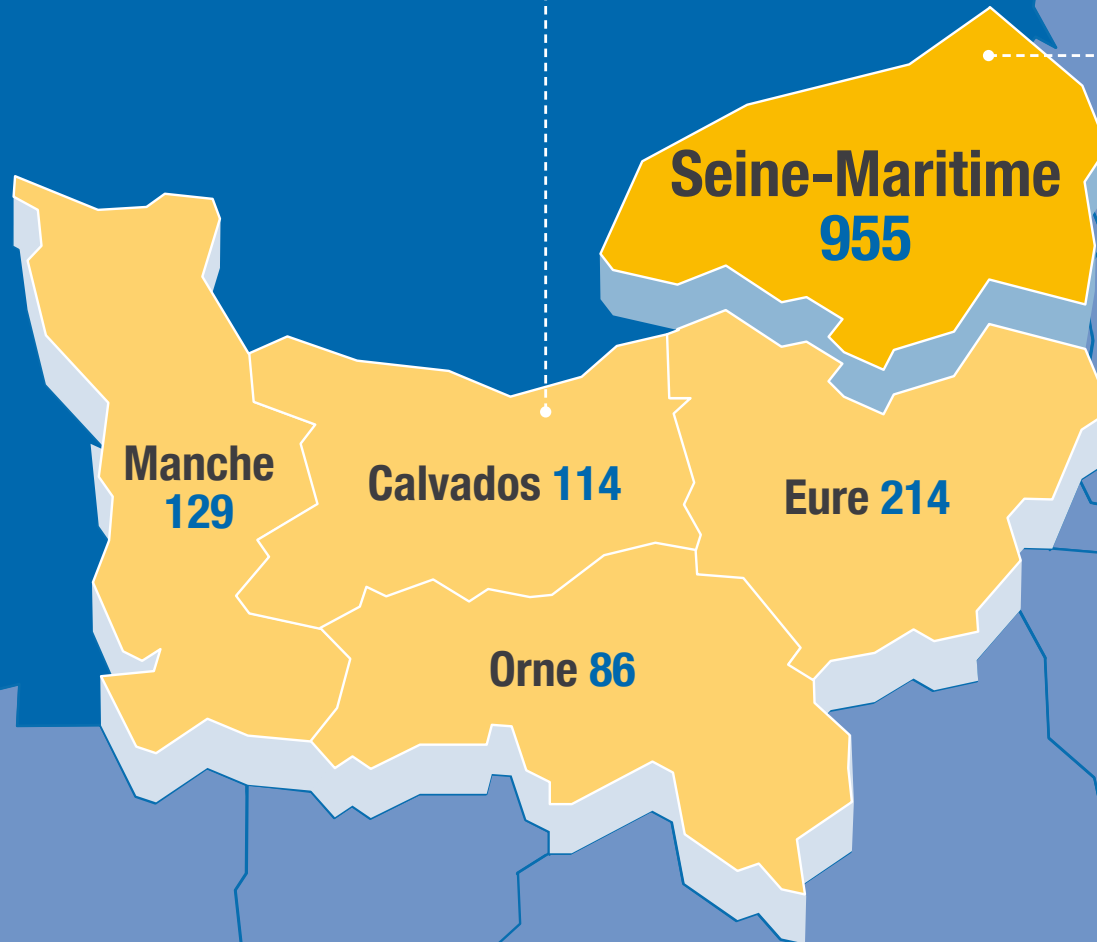 Seine-Maritime
955
Manche
129
Calvados 114
Eure 214
Orne 86